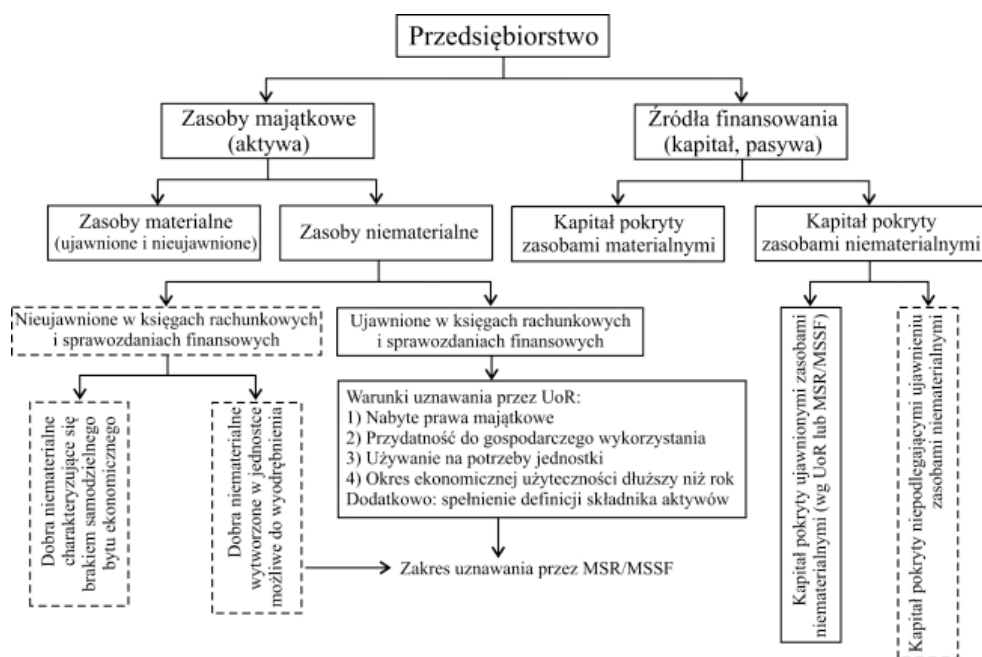 Przedsiębiorstwo
Zasoby majątkowe
(aktywa)
Źródła finansowania
(kapitał, pasywa)
Zasoby materialne
(ujawnione i nieujawnione)
Zasoby niematerialne
Kapitał pokryty
zasobami materialnymi
Kapitał pokryty
zasobami niematerialnymi
Nieujawnione w księgach rachunkowych
i sprawozdaniach finansowych
Ujawnione w księgach rachunkowych
i sprawozdaniach finansowych
Dobra niematerialne
charakteryzujące się
brakiem samodzielnego
bytu ekonomicznego
Dobra niematerialne
wytworzone w jednostce
możliwe do wyodrębnienia
Warunki uznawania przez UoR:
1) Nabyte prawa majątkowe
2) Przydatność do gospodarczego wykorzystania
3) Używanie na potrzeby jednostki
4) Okres ekonomicznej użyteczności dłuższy niż rok
Dodatkowo: spełnienie definicji składnika aktywów
Zakres uznawania przez MSR/MSSF
Kapitał pokryty ujawnionymi zasobami
niematerialnymi (wg UoR lub MSR/MSSF)
Kapitał pokryty niepodlegającymi ujawnieniu
zasobami niematerialnymi